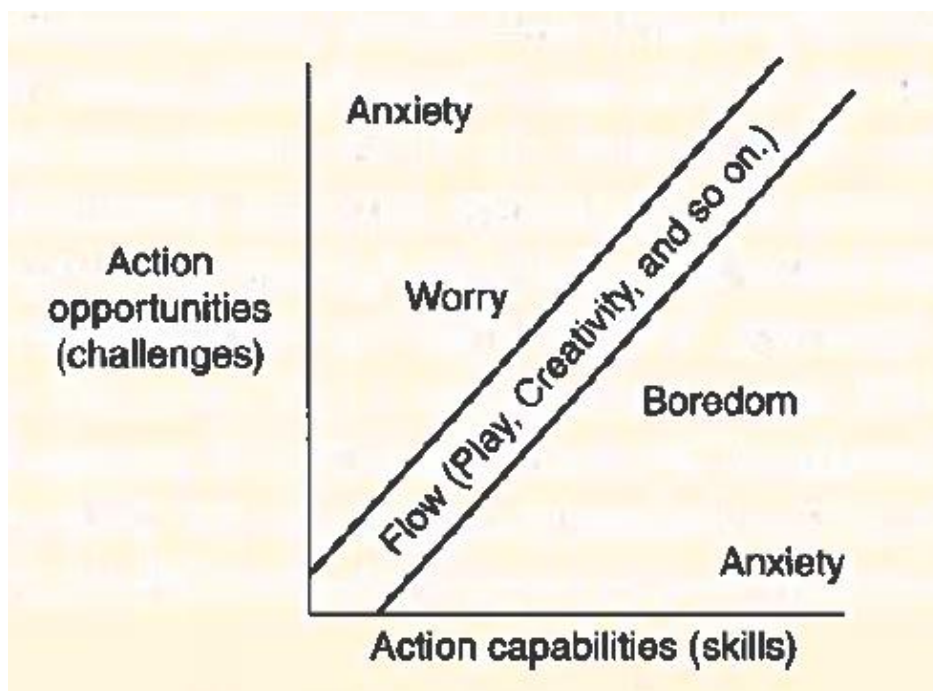 Anxiety
Action
opportunities
(challenges)
Worry
Flow (Play, Creativity, and so on.)
Boredom
Anxiety
Action capabilities (skills)